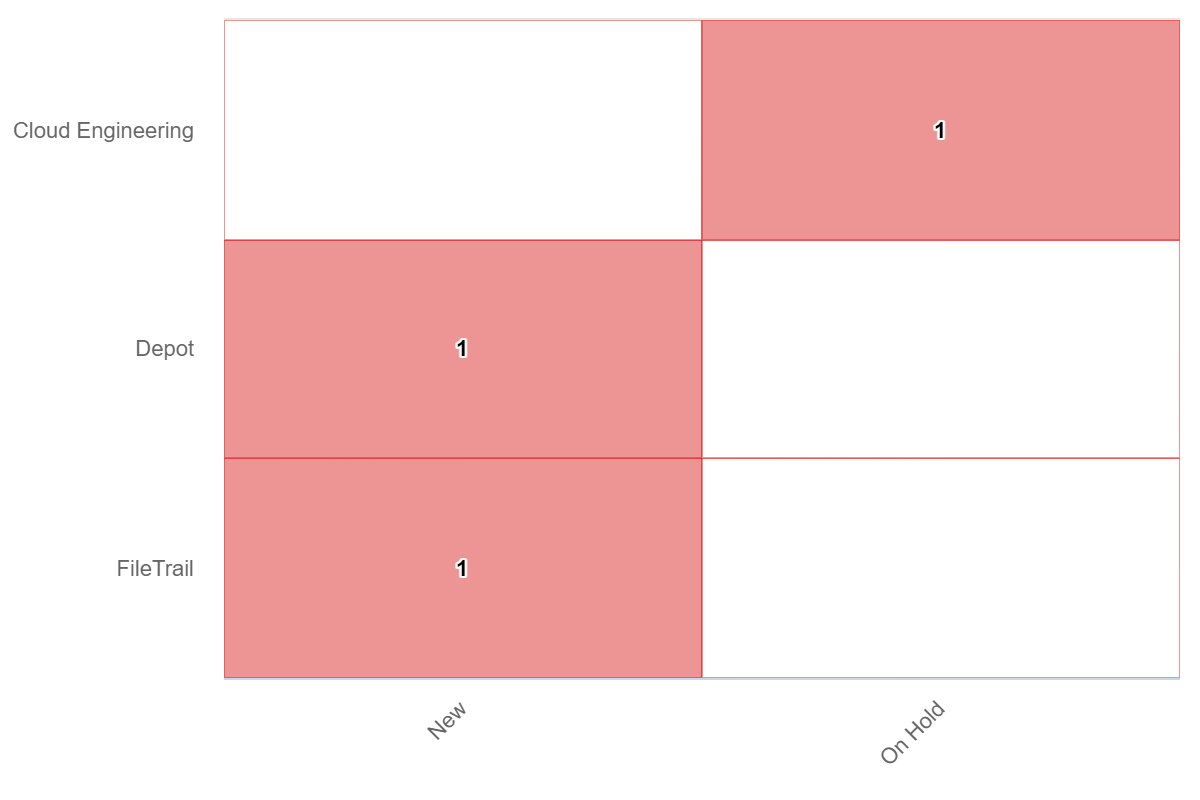 Cloud Engineering
1
Depot
1
FileTrail
1
New
On Hold